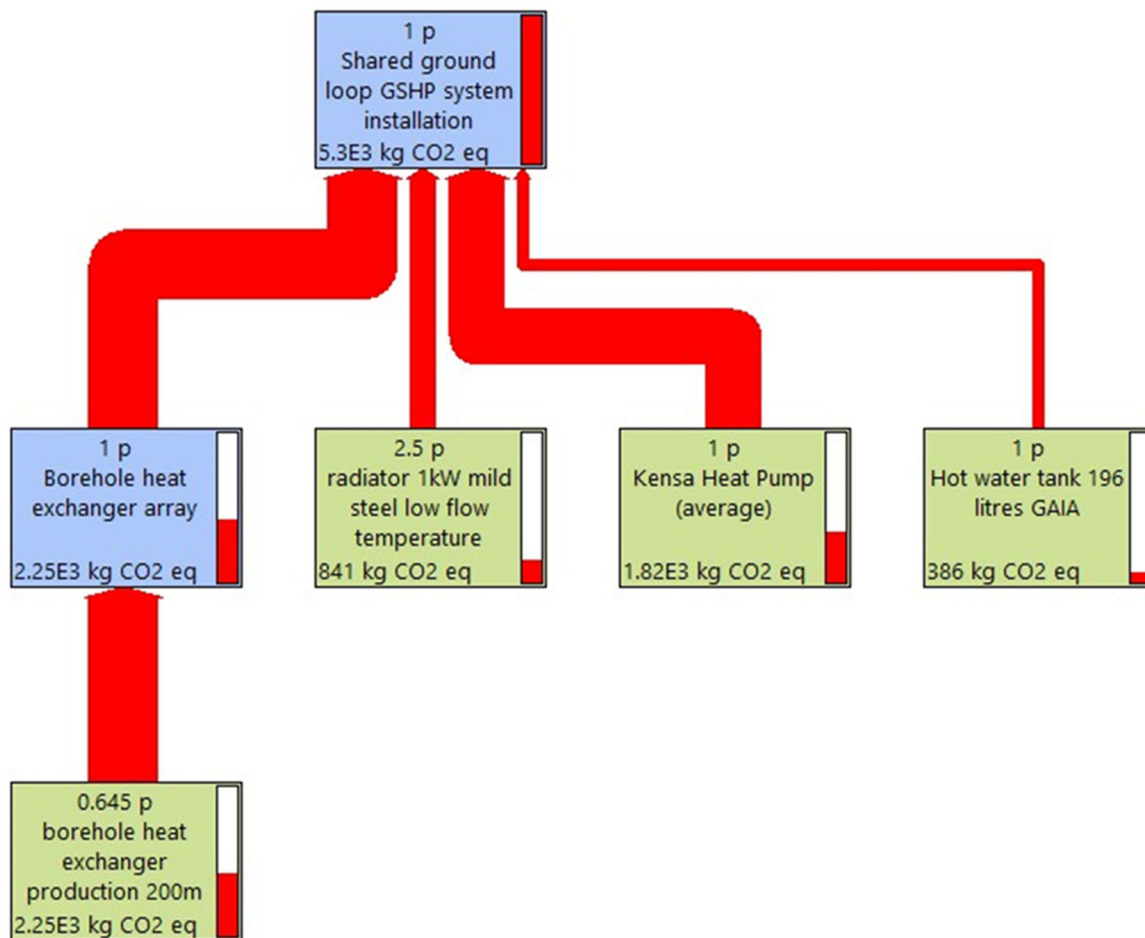 1 p
Shared ground
loop GSHP system
installation
5.3E3 kg CO2 eq
1 p
Borehole heat
exchanger array
2.25E3 kg CO2 eq
2.5 p
radiator 1kW mild
steel low flow
temperature
841 kg CO2 eq
1 p
Kensa Heat Pump
(average)
1.82E3 kg CO2 eq
1 p
Hot water tank 196
litres GAIA
386 kg CO2 eq
0.645 p
borehole heat
exchanger
production 200m
2.25E3 kg CO2 eq